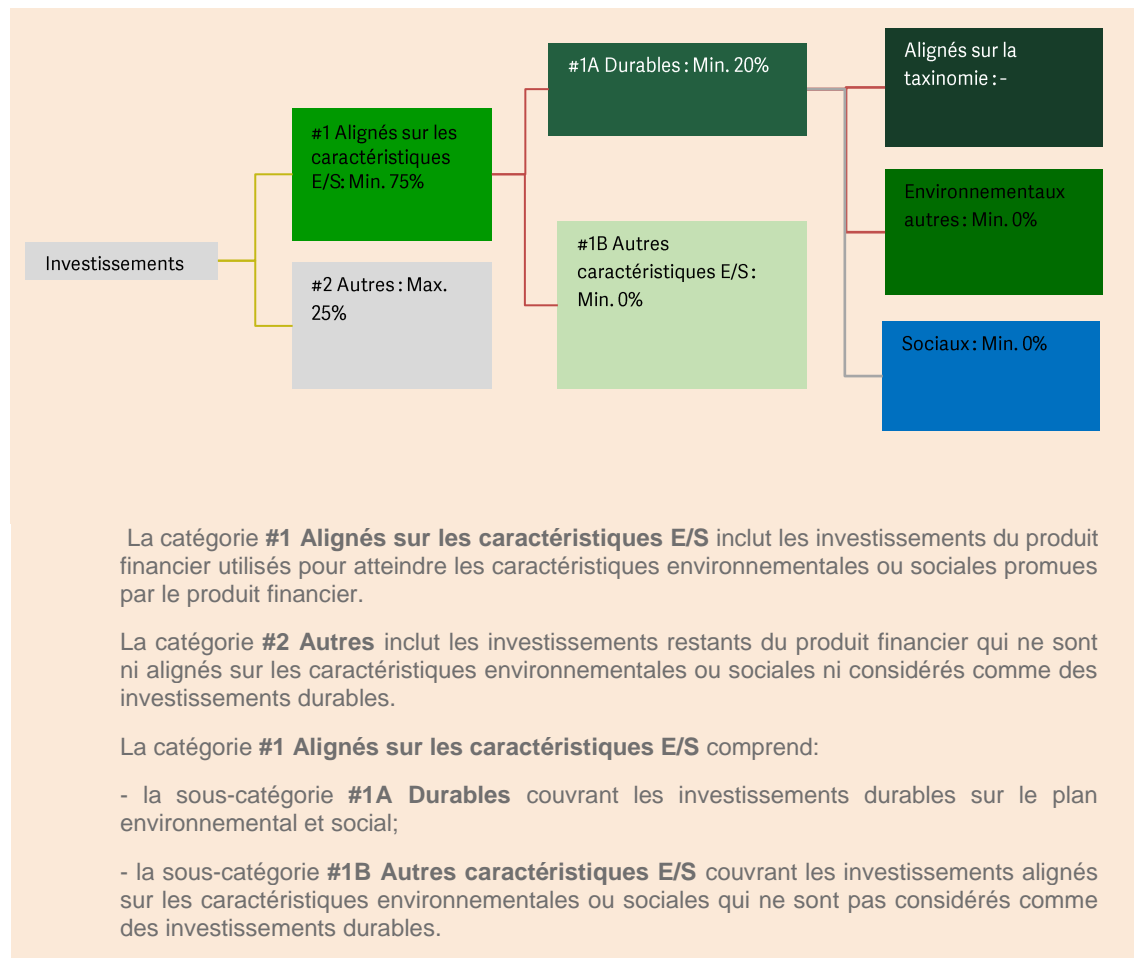 Investissements
#1 Alignés sur les
caractéristiques
E/S: Min. 75%
#2 Autres : Max.
25%
#1A Durables : Min. 20%
#1B Autres
caractéristiques E/S :
Min. 0%
Alignés sur la
taxinomie : -
Environnementaux
autres : Min. 0%
Sociaux : Min. 0%
La catégorie #1 Alignés sur les caractéristiques E/S inclut les investissements du produit
financier utilisés pour atteindre les caractéristiques environnementales ou sociales promues
par le produit financier.
La catégorie #2 Autres inclut les investissements restants du produit financier qui ne sont
ni alignés sur les caractéristiques environnementales ou sociales ni considérés comme des
investissements durables.
La catégorie #1 Alignés sur les caractéristiques E/S comprend:
- la sous-catégorie #1A Durables couvrant les investissements durables sur le plan
environnemental et social;
- la sous-catégorie #1B Autres caractéristiques E/S couvrant les investissements alignés
sur les caractéristiques environnementales ou sociales qui ne sont pas considérés comme
des investissements durables.